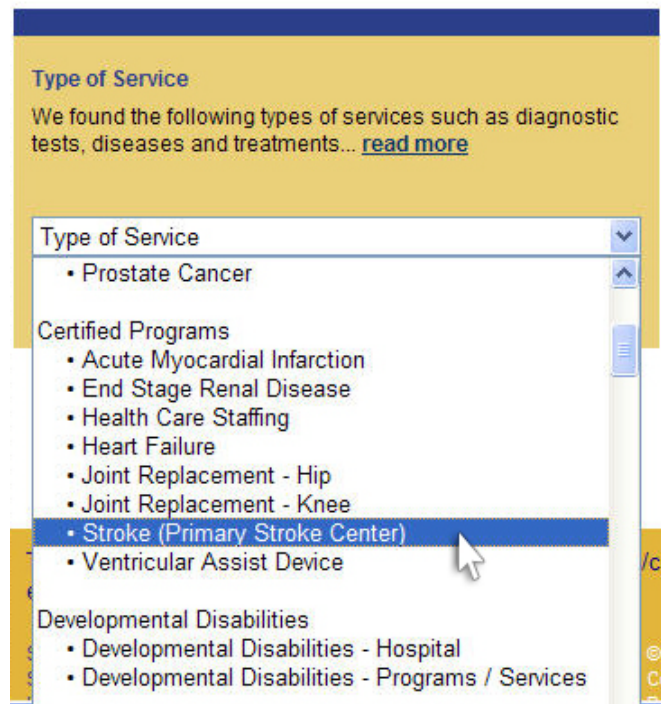 Type of Service
We found the following types of services such as diagnostic
tests, diseases and treatments... read more
Type of Service
• Prostate Cancer
Certified Programs
• Acute Myocardial Infarction
• End Stage Renal Disease
• Health Care Staffing
• Heart Failure
• Joint Replacement - Hip
• Joint Replacement - Knee
• Stroke (Primary Stroke Center)
• Ventricular Assist Device
/c
Developmental Disabilities
• Developmental Disabilities - Hospital
©
• Developmental Disabilities - Programs / Services